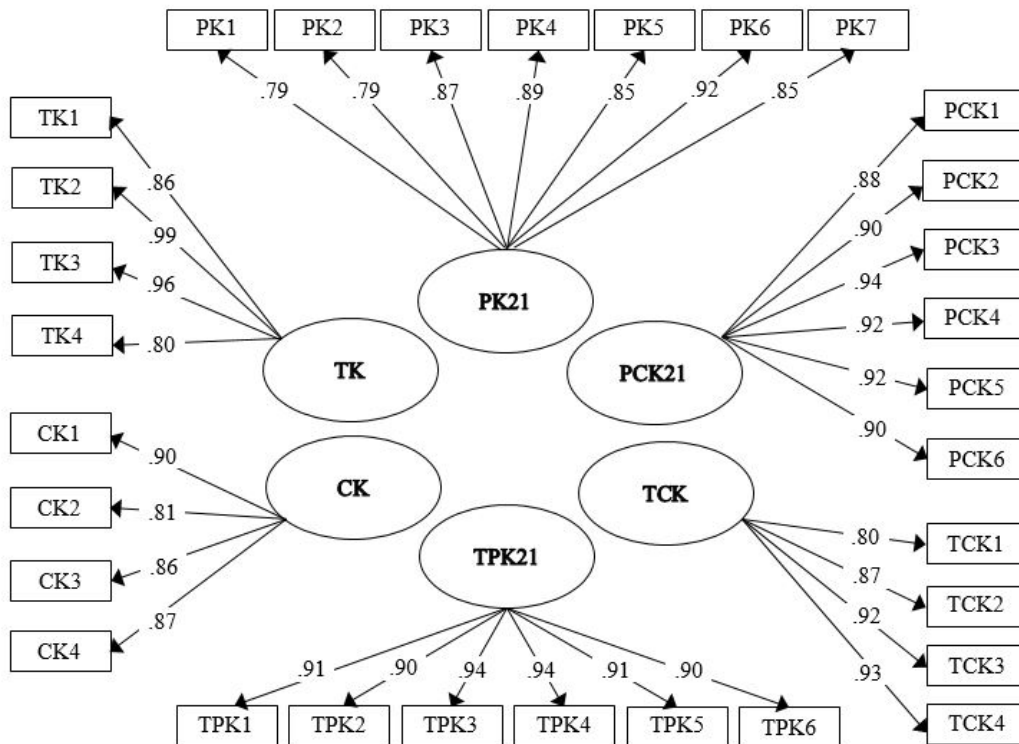 PK1 PK2 PK3 PK4 PK5 PK6 PK7
.79 .79 .87 .89 .85 .92 .85
TK1
TK2
TK3
TK4
.86
.99
.96
.80
PCK1
PCK2
PCK3
PCK4
PCK5
PCK6
.88
.90
.94
.92
.92
.90
PK21
TK
PCK21
CK
TCK
TPK21
CK1
CK2
CK3
CK4
.90
.81
.86
.87
TCK1
TCK2
TCK3
TCK4
.80
.87
.92
.93
.91 .90 .94 .94 .91 .90
TPK1 TPK2 TPK3 TPK4 TPK5 TPK6